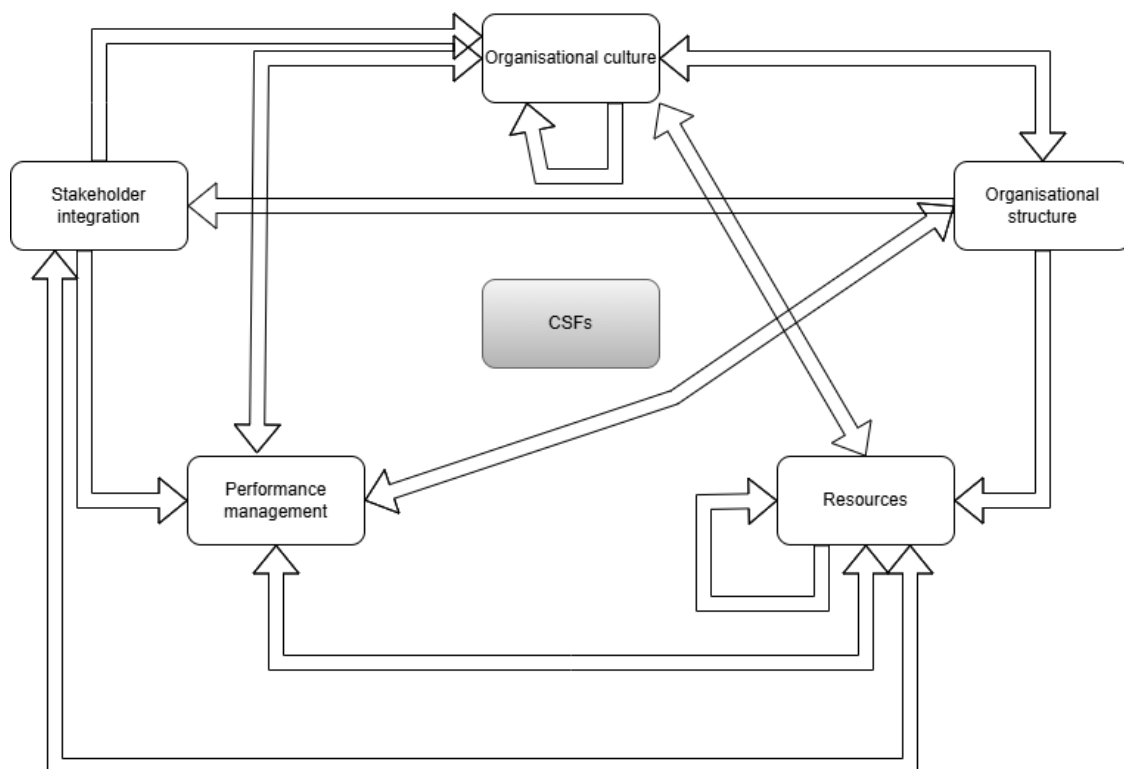 Organisational culture
Stakeholder
integration
Organisational
structure
CSFs
Performance
management
Resources